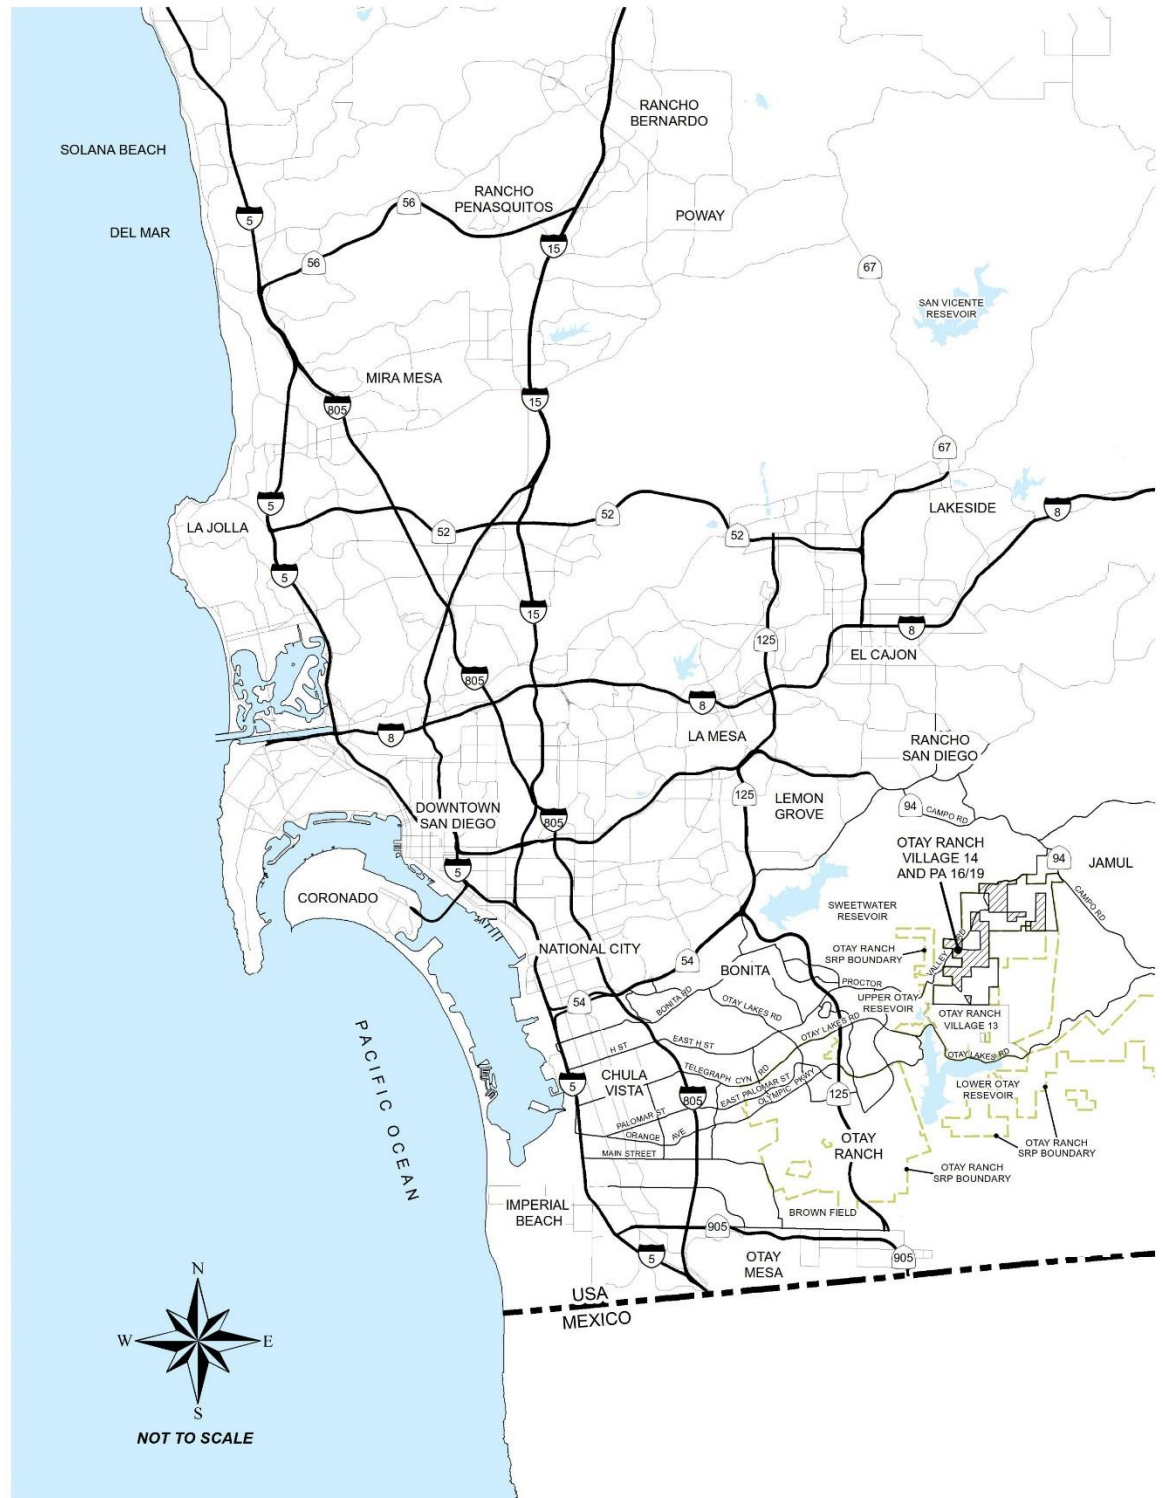 RANCHO
BERNARDO
SOLANA BEACH
RANCHO
PENASQUITOS
56
POWAY
5
DEL MAR
15
56
67
SAN VICENTE
RESEVOIR
MIRA MESA
805
15
67
5
LAKESIDE
8
LA JOLLA
52
52
52
5
15
8
125
EL CAJON
805
8
8
LA MESA
RANCHO
SAN DIEGO
125
LEMON
GROVE
94
CAMPO RD
DOWNTOWN
SAN DIEGO
805
OTAY RANCH
VILLAGE 14
AND PA 16/19
94
JAMUL
5
CORONADO
CAMPO RD
SWEETWATER
RESEVOIR
NATIONAL CITY
OTAY RANCH
SRP BOUNDARY
VALLEY
RD
54
BONITA
PROCTOR
54
BONITA RD
OTAY LAKES RD
UPPER OTAY
RESEVOIR
OTAY RANCH
VILLAGE 13
OTAY LAKES RD
H ST
EAST H ST
OTAY LAKES RD
TELEGRAPH CYN RD
PACIFIC OCEAN
5
CHULA
VISTA
805
EAST PALOMAR ST
OLYMPIC PKWY
125
LOWER OTAY
RESEVOIR
PALOMAR ST
ORANGE AVE
MAIN STREET
OTAY
RANCH
OTAY RANCH
SRP BOUNDARY
OTAY RANCH
SRP BOUNDARY
IMPERIAL
BEACH
BROWN FIELD
905
5
OTAY
MESA
905
USA
MEXICO
N
W
E
S
NOT TO SCALE